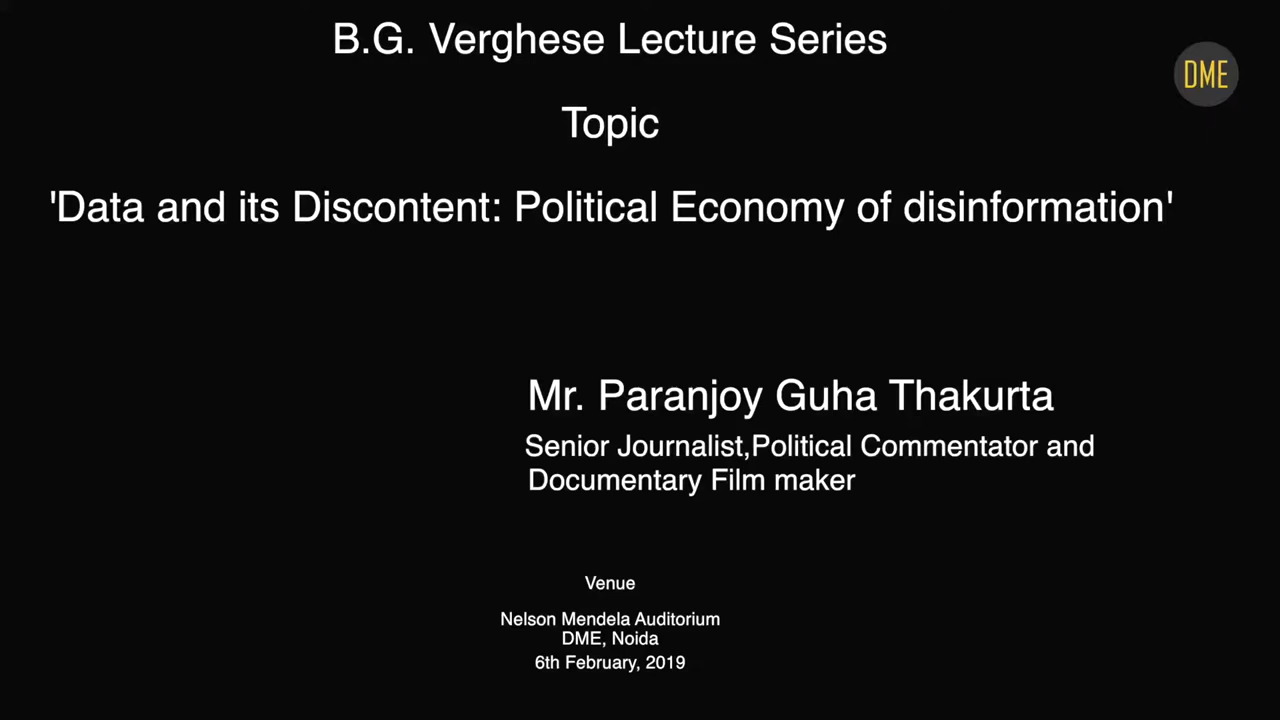 B.G. Verghese Lecture Series
DME
Topic
'Data and its Discontent: Political Economy of disinformation'
Mr. Paranjoy Guha Thakurta
Senior Journalist,Political Commentator and
Documentary Film maker
Venue
Nelson Mendela Auditorium
DME, Noida
6th February, 2019